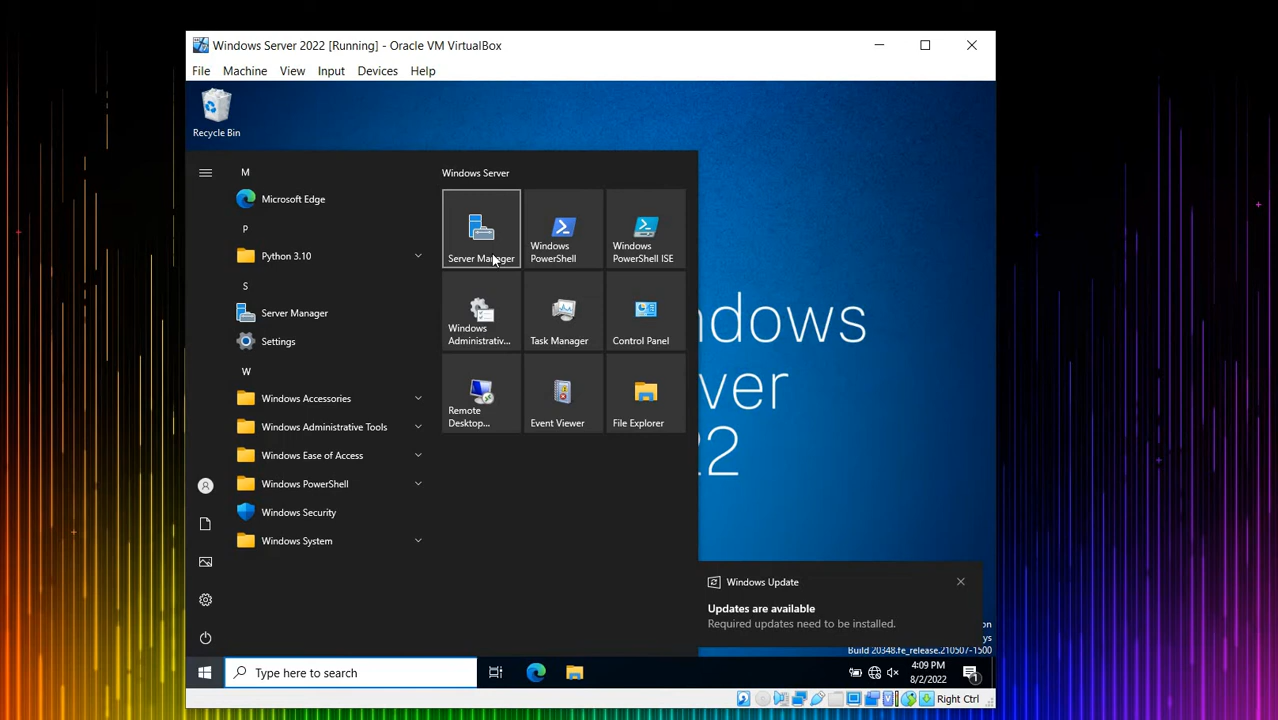 Windows Server 2022 [Running] - Oracle VM VirtualBox
File Machine View Input Devices Help
Recycle Bin
M
Microsoft Edge
P
Python 3.10
S
Server Manager
Settings
W
Windows Accessories
Windows Administrative Tools
Windows Ease of Access
Windows PowerShell
Windows Security
Windows System
Windows Server
Server Manager
Windows
PowerShell
Windows
PowerShell ISE
Windows
Administrativ...
Task Manager
Control Panel
Remote
Desktop...
Event Viewer
File Explorer
ndows
ver
22
Windows Update
Updates are available
Required updates need to be installed.
on
ys
Build 20348.fe_release.210507-1500
Type here to search
4:09 PM
8/2/2022
1
Right Ctrl